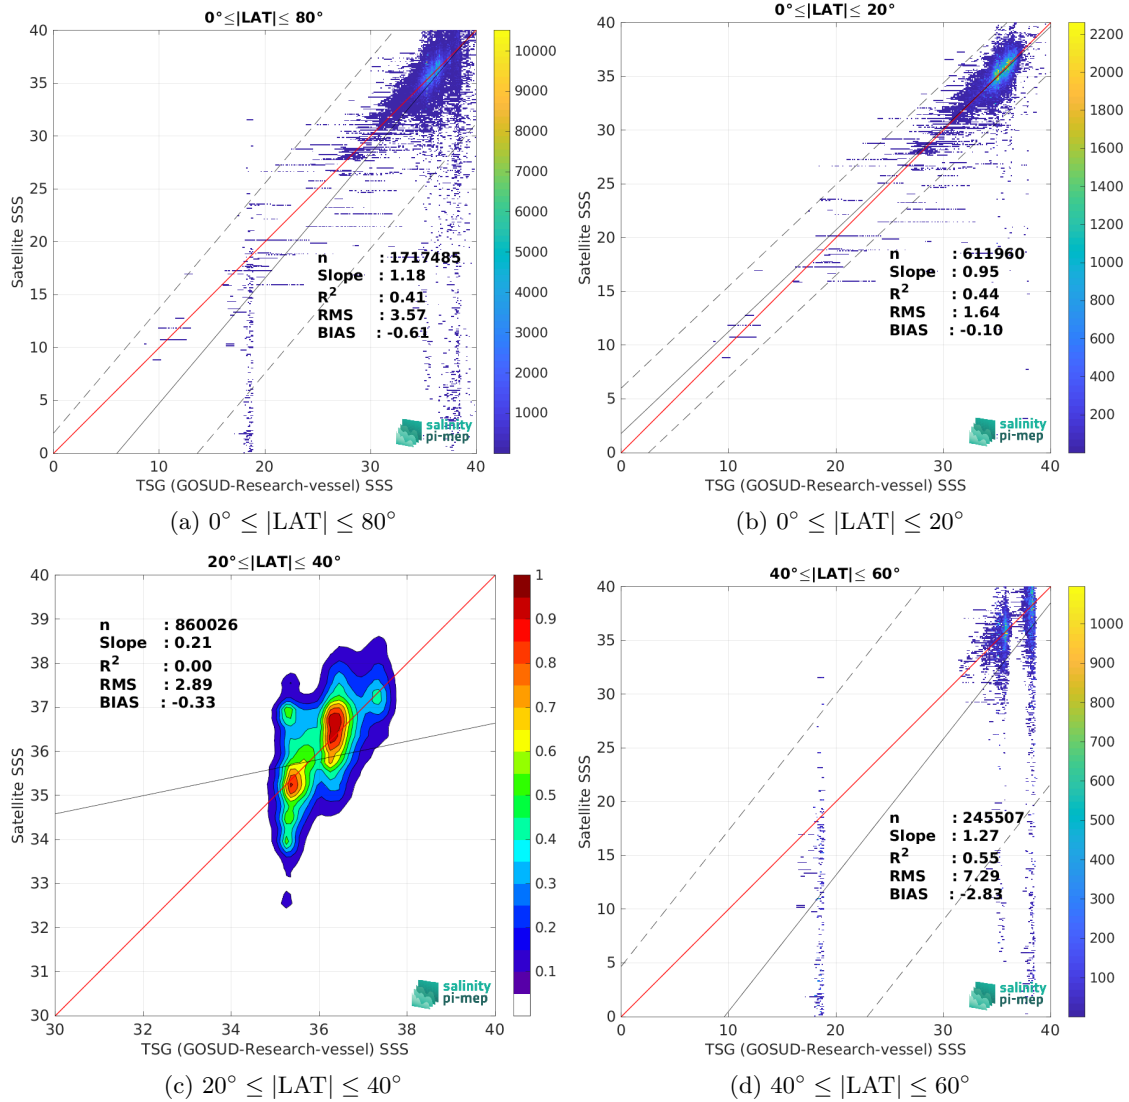 0°≤|LAT|≤ 80°
40
35
30
25
20
15
10
5
0
0
10
20
30
40
Satellite SSS
TSG (GOSUD-Research-vessel) SSS
n : 1717485
Slope : 1.18
R² : 0.41
RMS : 3.57
BIAS : -0.61
salinity
pi-mep
10000
9000
8000
7000
6000
5000
4000
3000
2000
1000
(a) 0° ≤ |LAT| ≤ 80°
0°≤|LAT|≤ 20°
40
35
30
25
20
15
10
5
0
0
10
20
30
40
Satellite SSS
TSG (GOSUD-Research-vessel) SSS
n : 611960
Slope : 0.95
R² : 0.44
RMS : 1.64
BIAS : -0.10
salinity
pi-mep
2200
2000
1800
1600
1400
1200
1000
800
600
400
200
(b) 0° ≤ |LAT| ≤ 20°
20°≤|LAT|≤ 40°
40
39
38
37
36
35
34
33
32
31
30
30
32
34
36
38
40
Satellite SSS
TSG (GOSUD-Research-vessel) SSS
n : 860026
Slope : 0.21
R² : 0.00
RMS : 2.89
BIAS : -0.33
salinity
pi-mep
1
0.9
0.8
0.7
0.6
0.5
0.4
0.3
0.2
0.1
(c) 20° ≤ |LAT| ≤ 40°
40°≤|LAT|≤ 60°
40
35
30
25
20
15
10
5
0
0
10
20
30
40
Satellite SSS
TSG (GOSUD-Research-vessel) SSS
n : 245507
Slope : 1.27
R² : 0.55
RMS : 7.29
BIAS : -2.83
salinity
pi-mep
1000
900
800
700
600
500
400
300
200
100
(d) 40° ≤ |LAT| ≤ 60°